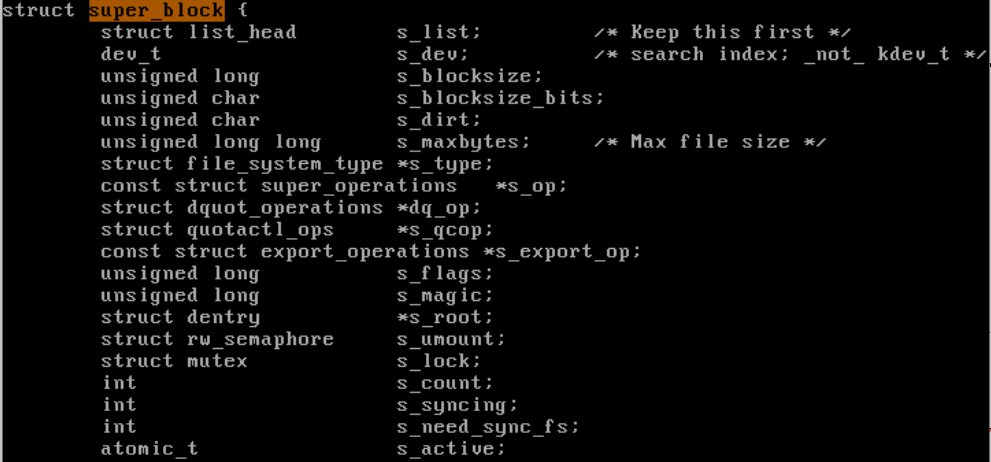 struct super_block {
struct list_head s_list; /* Keep this first */
dev_t s_dev; /* search index; _not_ kdev_t */
unsigned long s_blocksize;
unsigned char s_blocksize_bits;
unsigned char s_dirt;
unsigned long long s_maxbytes; /* Max file size */
struct file_system_type *s_type;
const struct super_operations *s_op;
struct dquot_operations *dq_op;
struct quotactl_ops *s_qcop;
const struct export_operations *s_export_op;
unsigned long s_flags;
unsigned long s_magic;
struct dentry *s_root;
struct rw_semaphore s_umount;
struct mutex s_lock;
int s_count;
int s_syncing;
int s_need_sync_fs;
atomic_t s_active;